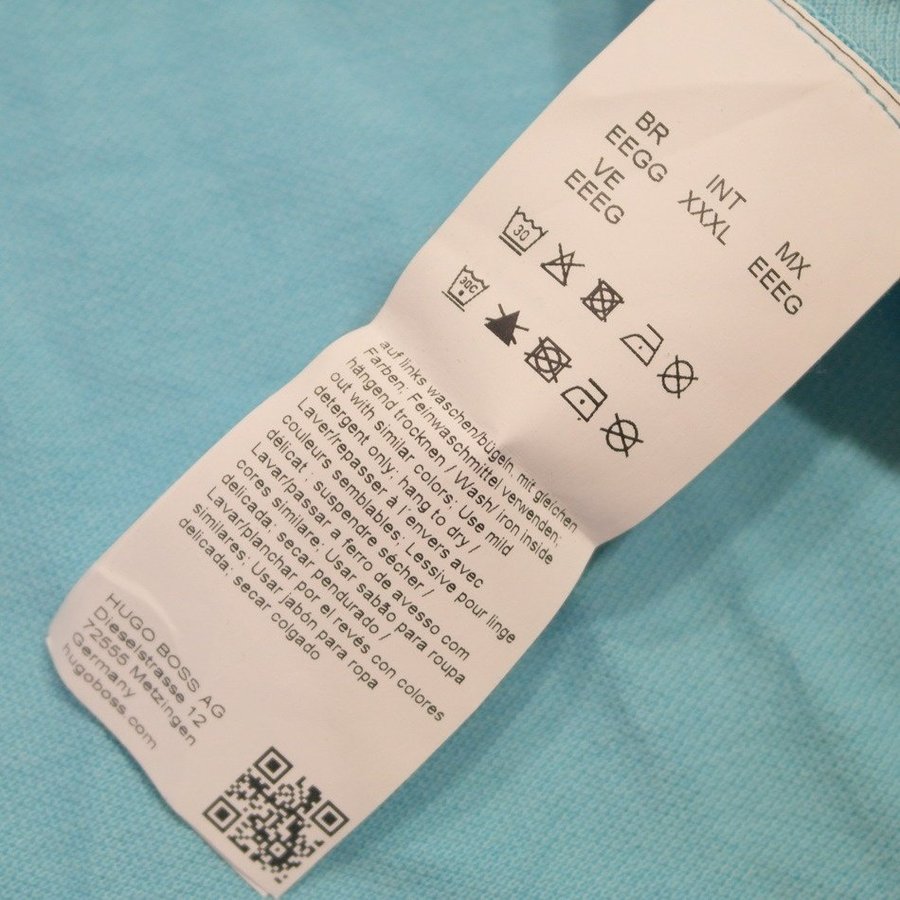 BR
EEGG
VE
EEEG
INT
XXXL
MX
EEEG
30
30C
auf links waschen/bügeln, mit gleichen
Farben. Feinwaschmittel verwenden;
hängend trocknen / Wash/ Iron inside
out with similar colors; Use mild
detergent only; hang to dry /
Laver/repasser à l'envers avec
couleurs semblables; Lessive pour linge
délicat ; suspendre sécher /
Lavar/passar a ferro de avesso com
cores similare; Usar sabão para roupa
delicada; secar pendurado /
Lavar/planchar por el revés con colores
similares; Usar jabón para ropa
delicada; secar colgado
HUGO BOSS AG
Dieselstrasse 12
72555 Metzingen
Germany
hugoboss.com